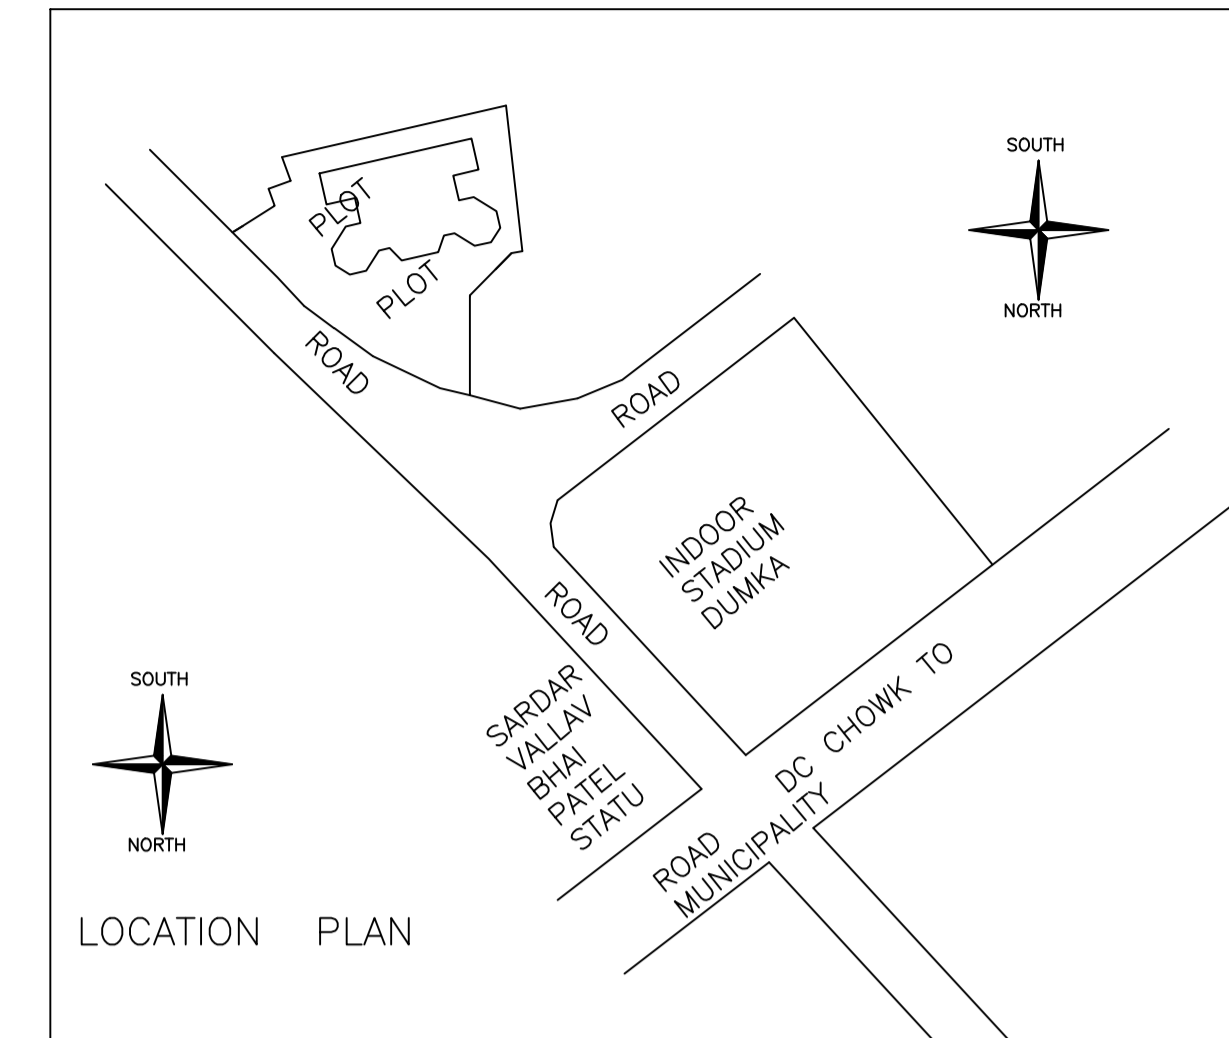 SOUTH
NORTH
PLOT
PLOT
ROAD
ROAD
INDOOR
STADIUM
DUMKA
ROAD
SARDAR
VALLAV
BHAI
PATEL
STATU
DC CHOWK TO
ROAD
MUNICIPALITY
SOUTH
NORTH
LOCATION PLAN